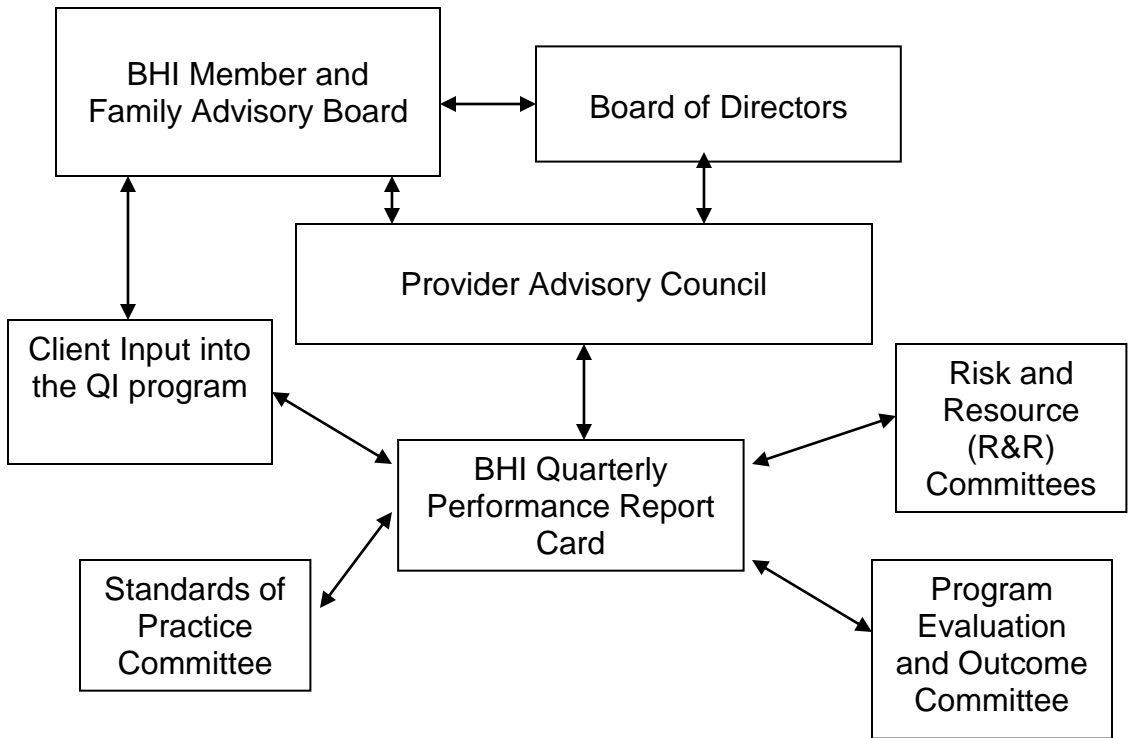 BHI Member and
Family Advisory Board
Board of Directors
Provider Advisory Council
Client Input into
the QI program
Risk and
Resource
(R&R)
Committees
BHI Quarterly
Performance Report
Card
Standards of
Practice
Committee
Program
Evaluation
and Outcome
Committee